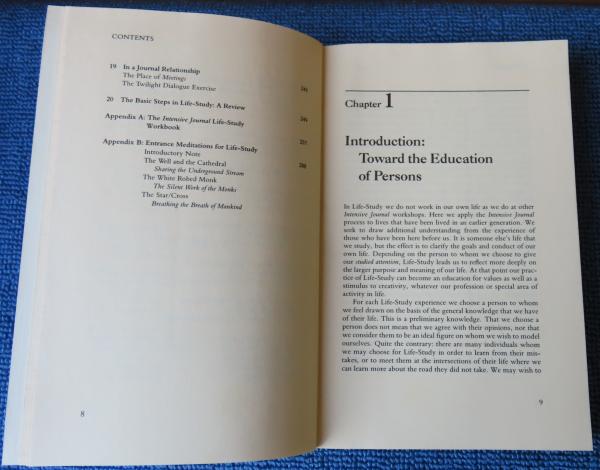 CONTENTS
19 In a Journal Relationship
The Place of Meetings
The Twilight Dialogue Exercise
20 The Basic Steps in Life-Study: A Review
Appendix A: The Intensive Journal Life-Study
Workbook
Appendix B: Entrance Meditations for Life-Study
Introductory Note
The Well and the Cathedral
Sharing the Underground Stream
The White Robed Monk
The Silent Work of the Monks
The Star/Cross
Breathing the Breath of Mankind
8
Chapter 1
Introduction:
Toward the Education
of Persons
In Life-Study we do not work in our own life as we do at other
Intensive Journal workshops. Here we apply the Intensive Journal
process to lives that have been lived in an earlier generation. We
seek to draw additional understanding from the experience of
those who have been here before us. It is someone else's life that
we study, but the effect is to clarify the goals and conduct of our
own life. Depending on the person whom we choose to give
our studied attention, Life-Study leads us to reflect more deeply on
the larger purpose and meaning of our life. At that point our prac-
tice of Life-Study can become an education for values as well as a
stimulus to creativity, whatever our profession or special area of
activity in life.
For each Life-Study experience we choose a person to whom
we feel drawn on the basis of the general knowledge that we have
of their life. This is a preliminary knowledge. That we choose a
person does not mean that we agree with their opinions, nor that
we consider them to be an ideal figure on whom we wish to model
ourselves. Quite the contrary: there are many individuals whom
we may choose for Life-Study in order to learn from their mis-
takes, or to meet them at the intersections of their life where we
can learn more about the road they did not take. We may wish to
9